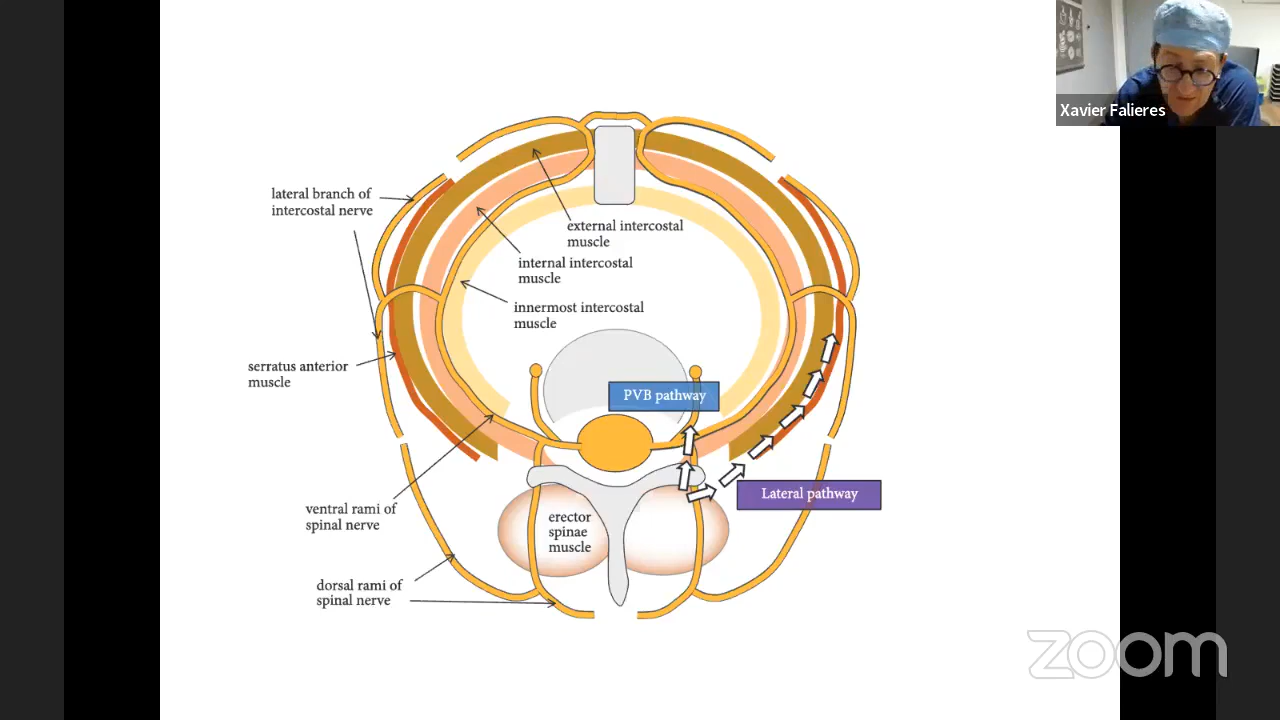 Xavier Falieres
lateral branch of
intercostal nerve
external intercostal
muscle
internal intercostal
muscle
innermost intercostal
muscle
serratus anterior
muscle
PVB pathway
Lateral pathway
ventral rami of
spinal nerve
erector
spinae
muscle
dorsal rami of
spinal nerve
zoom